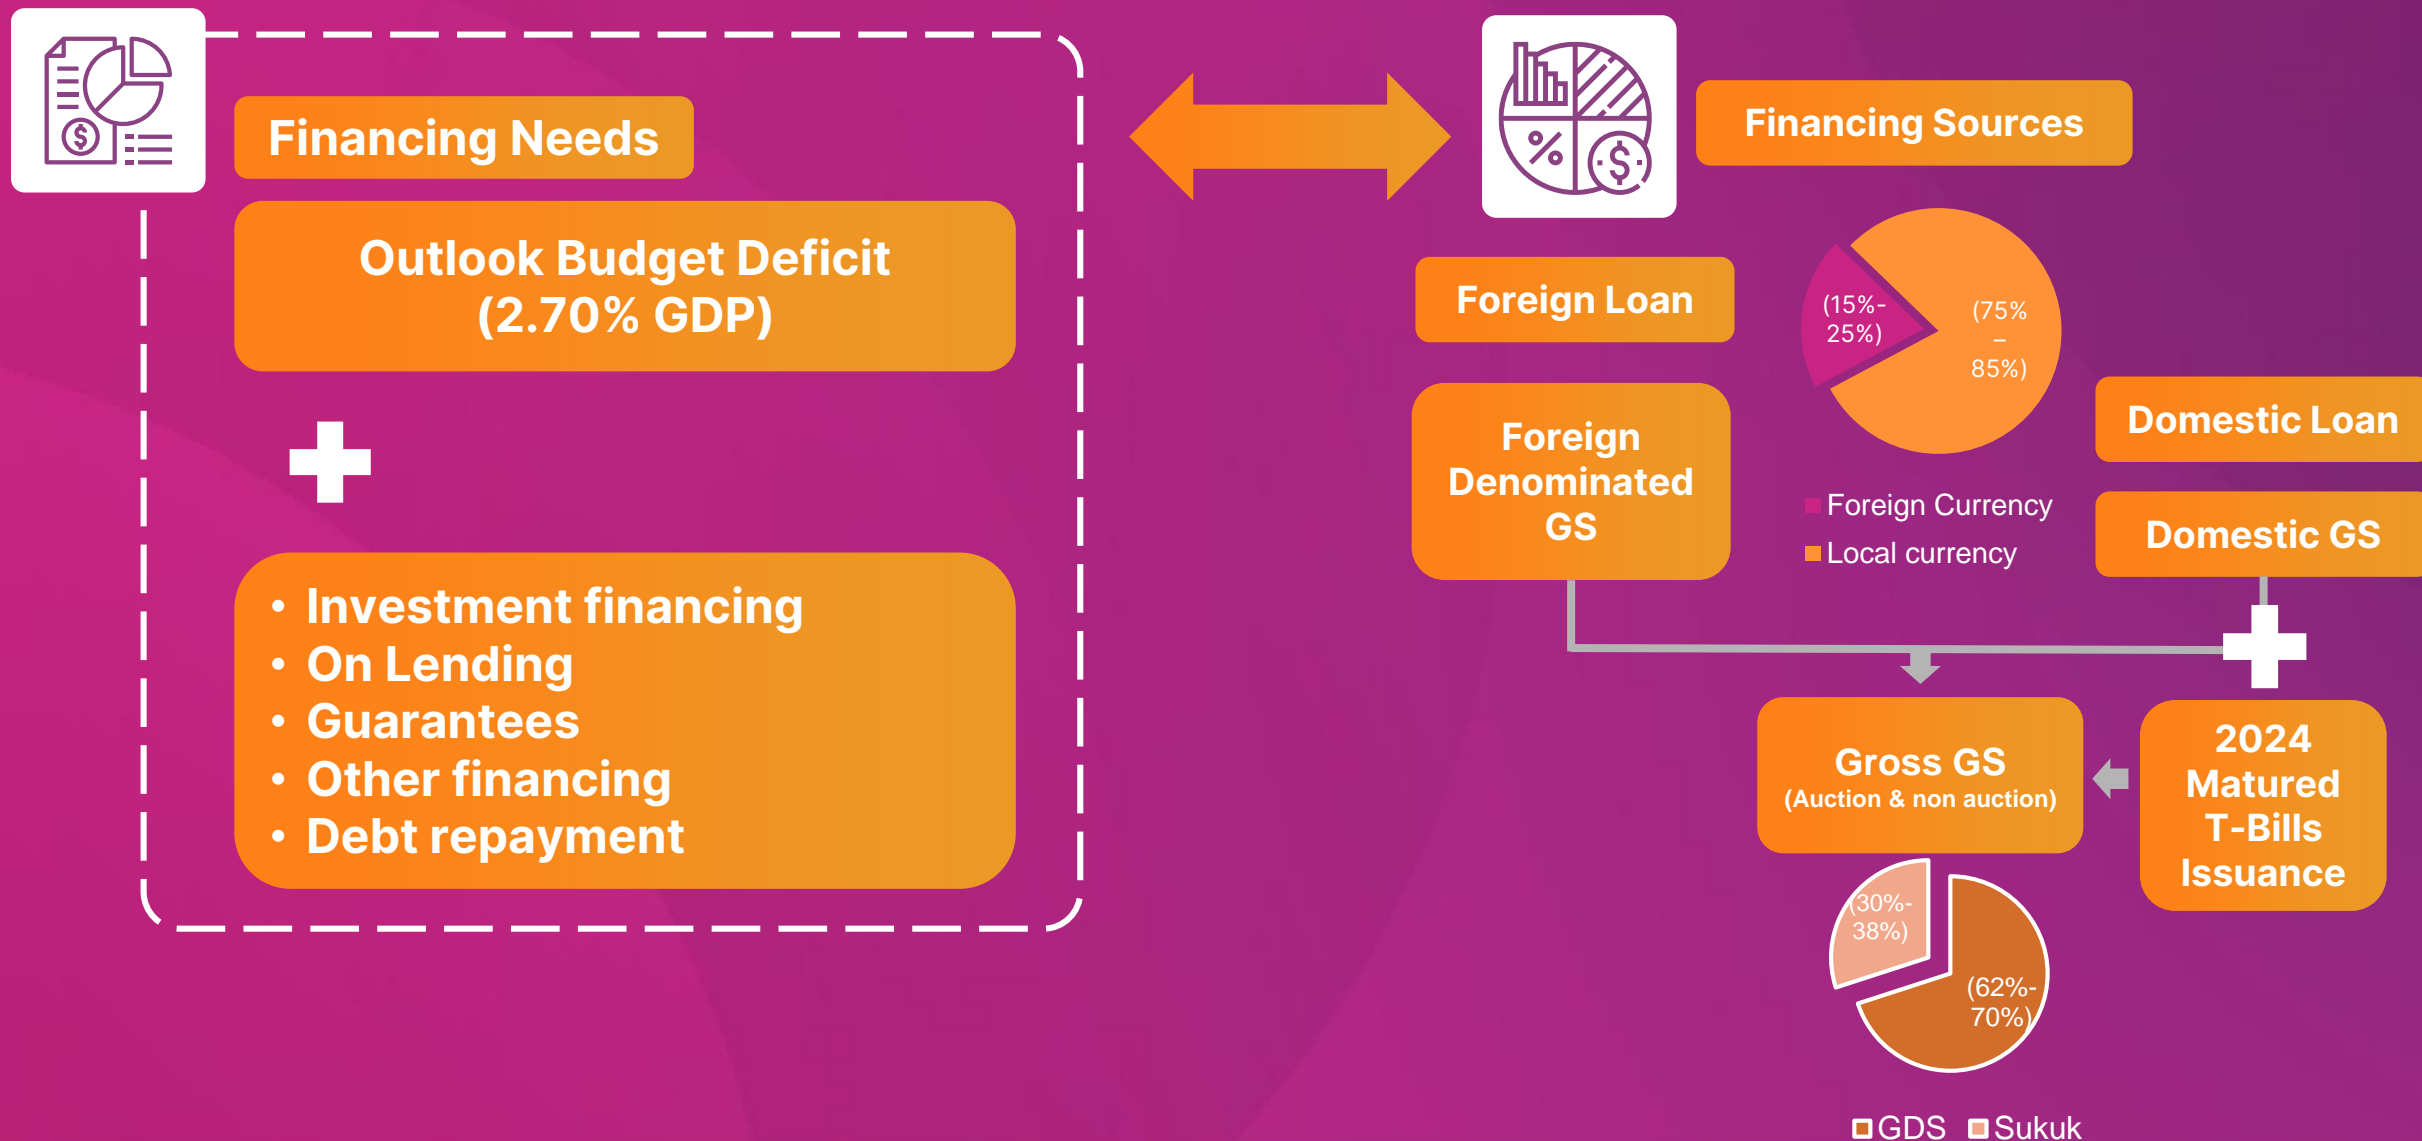 Financing Needs
Outlook Budget Deficit
(2.70% GDP)
• Investment financing
• On Lending
• Guarantees
• Other financing
• Debt repayment
Financing Sources
Foreign Loan
Foreign
Denominated
GS
(15%-
25%)
(75%
–
85%)
Foreign Currency
Local currency
Domestic Loan
Domestic GS
Gross GS
(Auction & non auction)
2024
Matured
T-Bills
Issuance
(30%-
38%)
(62%-
70%)
GDS
Sukuk
$
%
$